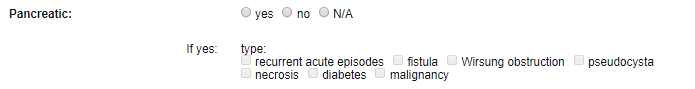 Pancreatic: yes no N/A
If yes: type:
recurrent acute episodes fistula Wirsung obstruction pseudocysta
necrosis diabetes malignancy